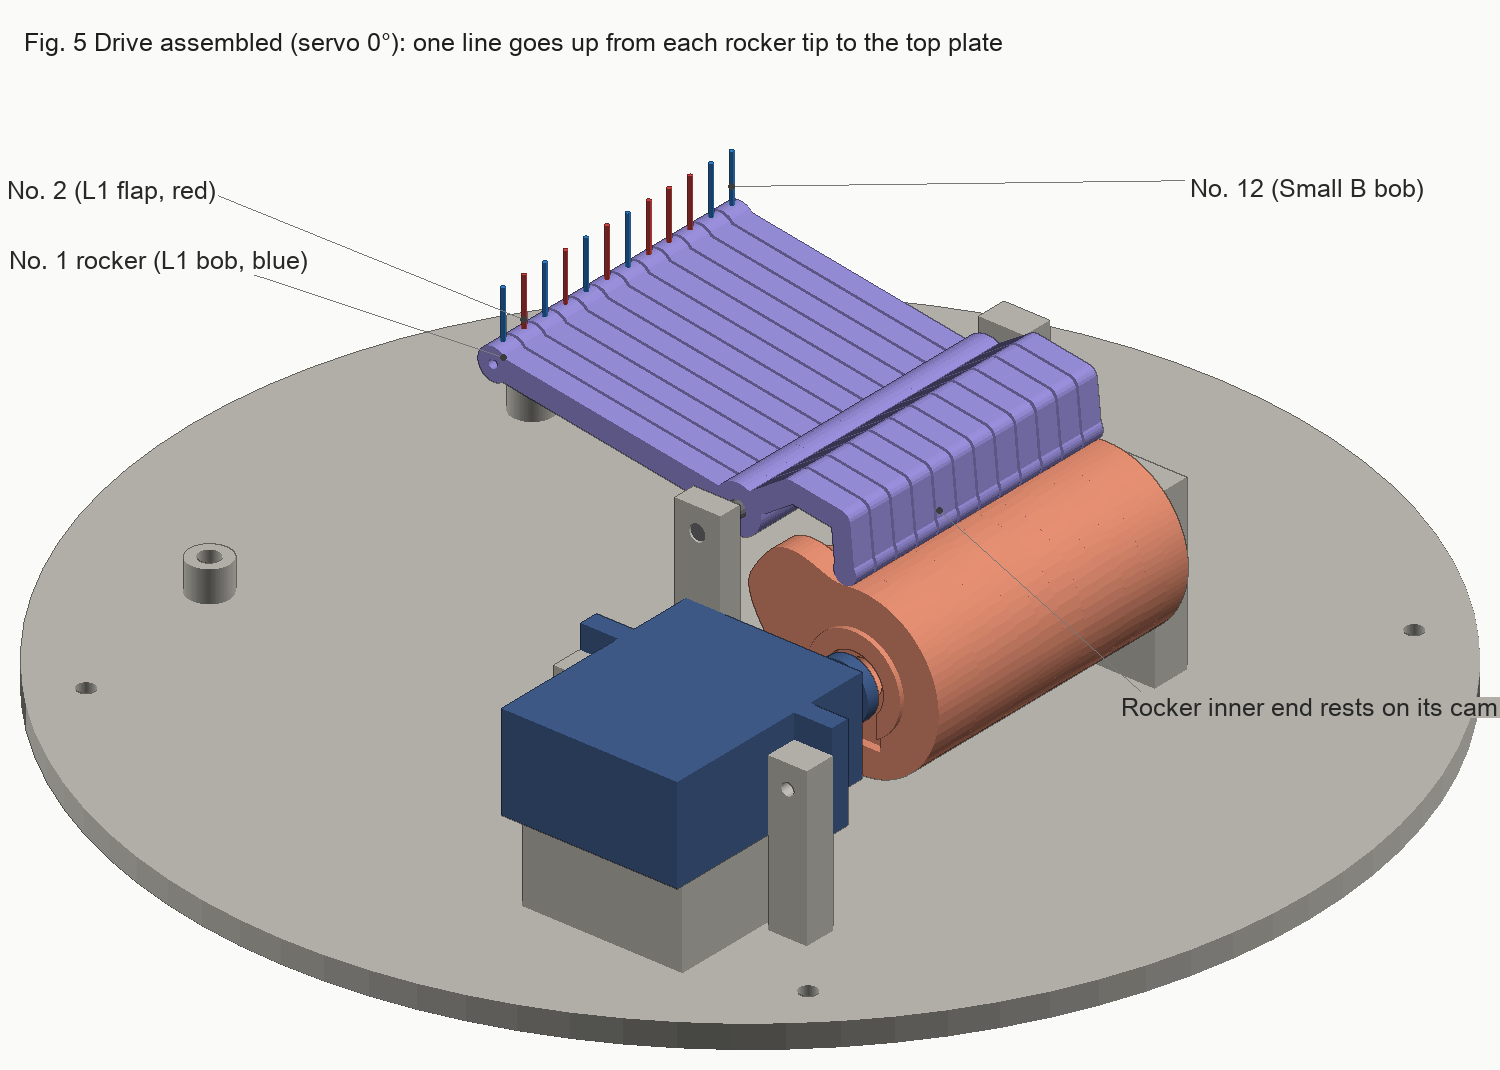 Fig. 5 Drive assembled (servo 0°): one line goes up from each rocker tip to the top plate
No. 2 (L1 flap, red)
No. 12 (Small B bob)
No. 1 rocker (L1 bob, blue)
Rocker inner end rests on its cam